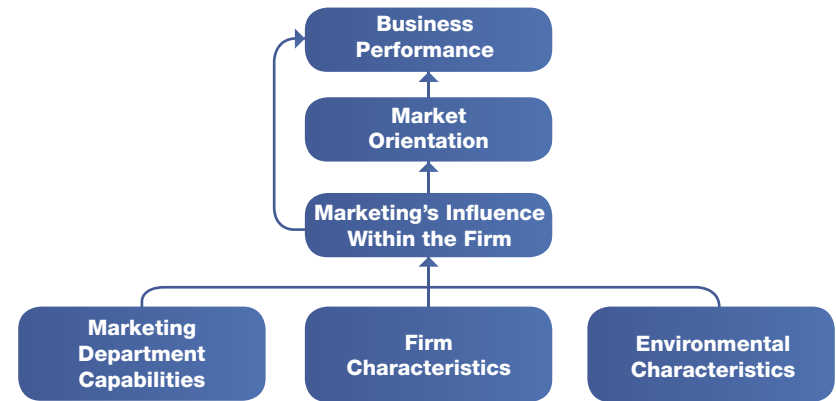 Business
Performance
Market
Orientation
Marketing’s Influence
Within the Firm
Marketing
Department
Capabilities
Firm
Characteristics
Environmental
Characteristics